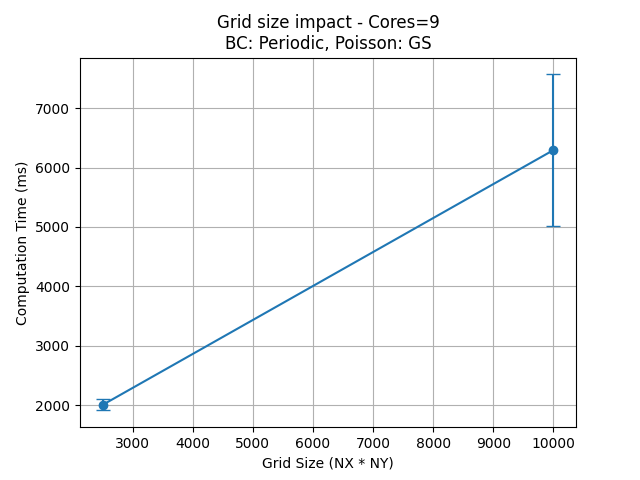 Grid size impact - Cores=9
BC: Periodic, Poisson: GS
Computation Time (ms)
7000
6000
5000
4000
3000
2000
3000 4000 5000 6000 7000 8000 9000 10000
Grid Size (NX * NY)